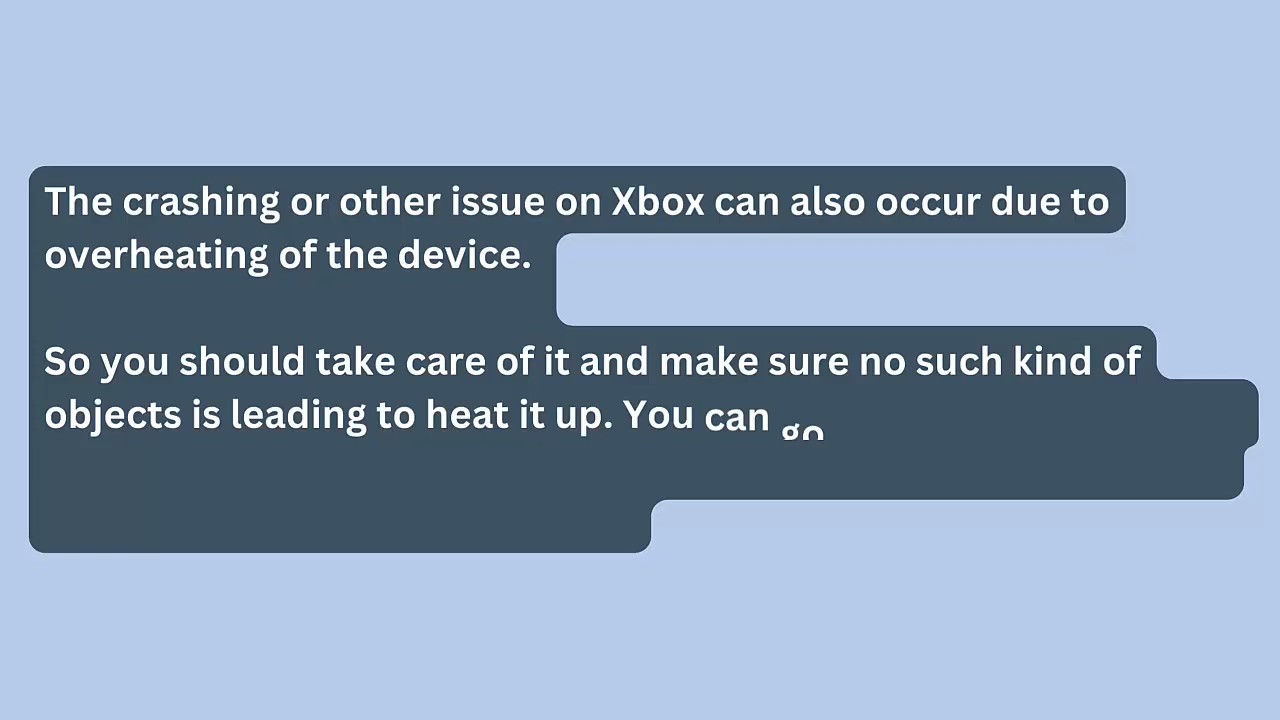 The crashing or other issue on Xbox can also occur due to
overheating of the device.
So you should take care of it and make sure no such kind of
objects is leading to heat it up. You can go